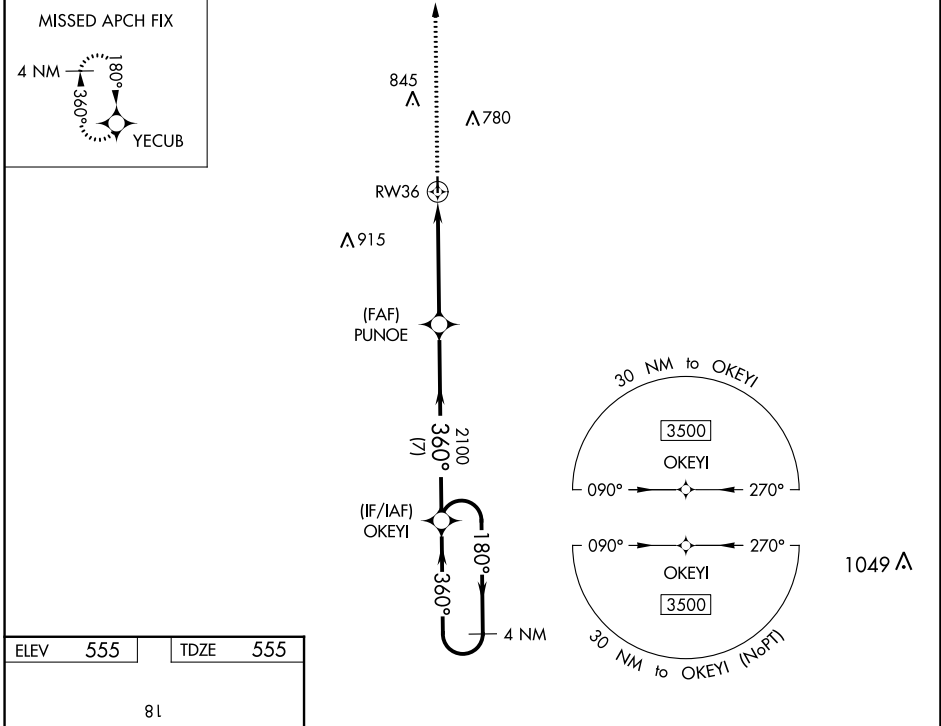 MISSED APCH FIX
4 NM
180°
360°
YECUB
845
780
RW36
915
(FAF)
PUNOE
2100
360°
(7)
(IF/IAF)
OKEYI
180°
360°
4 NM
30 NM to OKEYI
3500
OKEYI
090°
270°
090°
270°
OKEYI
3500
30 NM to OKEYI (NoPT)
1049
ELEV 555
TDZE 555
18